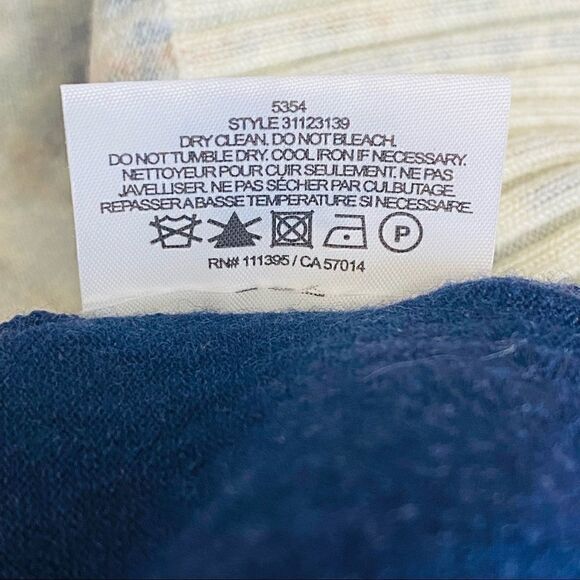 5354
STYLE 31123139
DRY CLEAN. DO NOT BLEACH.
DO NOT TUMBLE DRY. COOL IRON IF NECESSARY.
NETTOYEUR POUR CUIR SEULEMENT. NE PAS
JAVELLISER. NE PAS SÉCHER PAR CULBUTAGE.
REPASSER A BASSE TEMPERATURE SI NECESSAIRE.
P
RN# 111395 / CA 57014